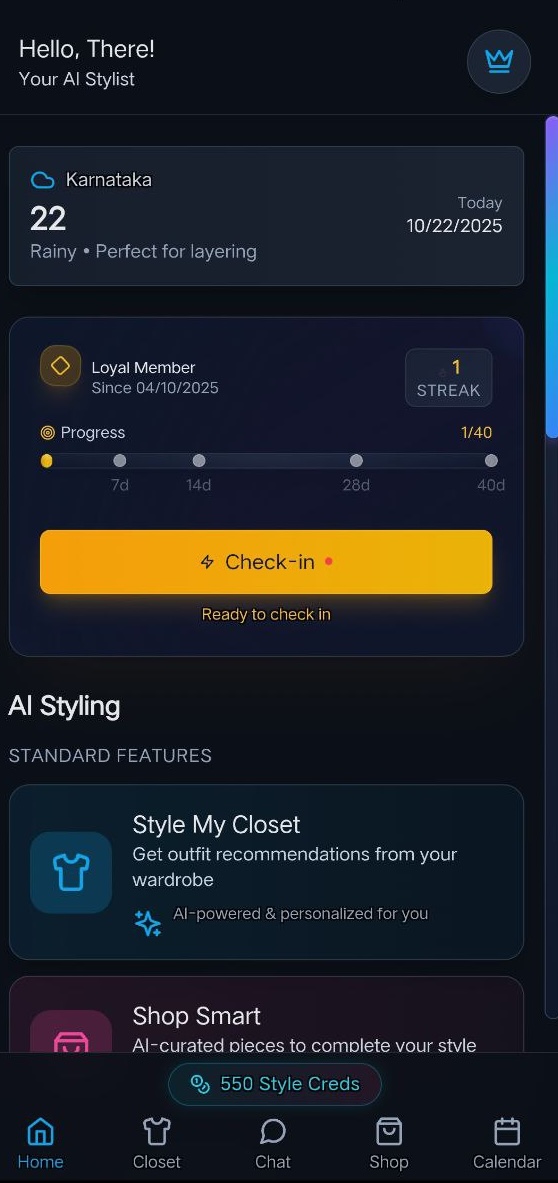 Hello, There!
Your AI Stylist
Karnataka
22
Rainy • Perfect for layering
Today
10/22/2025
Loyal Member
Since 04/10/2025
1
STREAK
Progress
1/40
7d
14d
28d
40d
Check-in
Ready to check in
AI Styling
STANDARD FEATURES
Style My Closet
Get outfit recommendations from your
wardrobe
AI-powered & personalized for you
Shop Smart
AI-curated pieces to complete your style
550 Style Creds
Home
Closet
Chat
Shop
Calendar